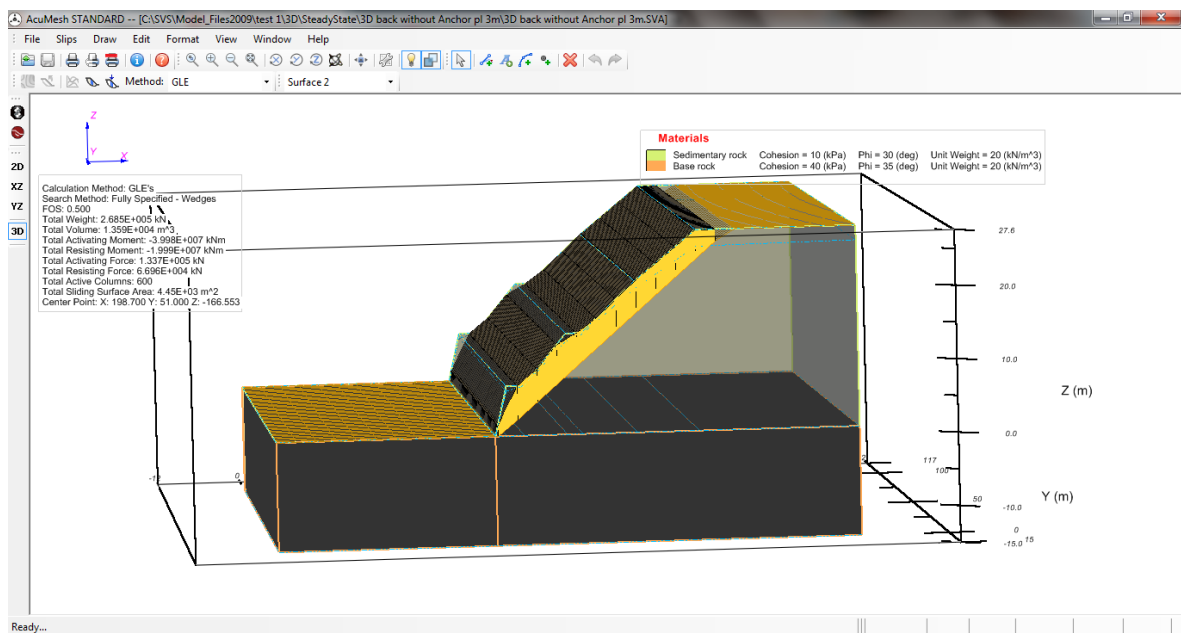 AcuMesh STANDARD -- [C:\SVS\Model_Files2009\test 1\3D\SteadyState\3D back without Anchor pl 3m\3D back without Anchor pl 3m.SVA]
File Slips Draw Edit Format View Window Help
Method: GLE Surface 2
2D
XZ
YZ
3D
Z
Y X
Materials
Sedimentary rock Cohesion = 10 (kPa) Phi = 30 (deg) Unit Weight = 20 (kN/m^3)
Base rock Cohesion = 40 (kPa) Phi = 35 (deg) Unit Weight = 20 (kN/m^3)
Calculation Method: GLE's
Search Method: Fully Specified - Wedges
FOS: 0.500
Total Weight: 2.685E+005 kN
Total Volume: 1.359E+004 m^3
Total Activating Moment: -3.998E+007 kNm
Total Resisting Moment: -1.999E+007 kNm
Total Activating Force: 1.337E+005 kN
Total Resisting Force: 6.696E+004 kN
Total Active Columns: 600
Total Sliding Surface Area: 4.45E+03 m^2
Center Point: X: 198.700 Y: 51.000 Z: -166.553
27.6
20.0
10.0
Z (m)
0.0
117
100
50
Y (m)
-10.0
0
-15.0 15
0
Ready...